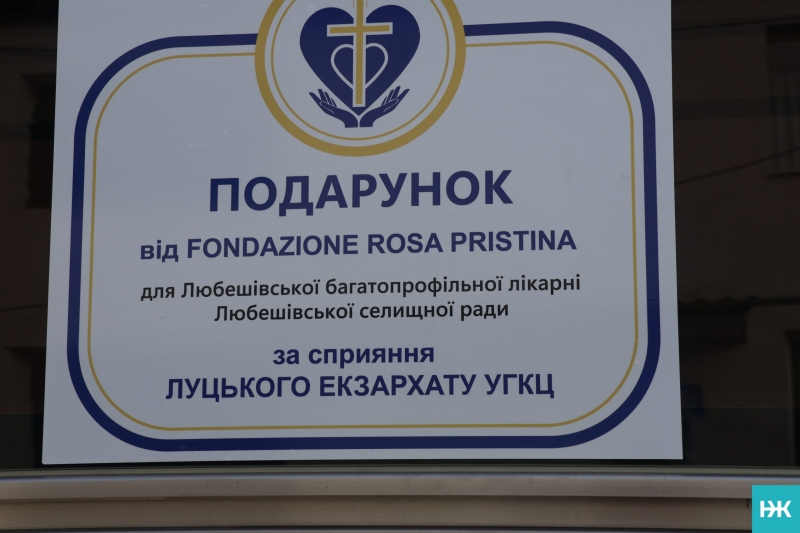 ПОДАРУНОК
від FONDAZIONE ROSA PRISTINA
для Любешівської багатопрофільної лікарні
Любешівської селищної ради
за сприяння
ЛУЦЬКОГО ЕКЗАРХАТУ УГКЦ
НЖ